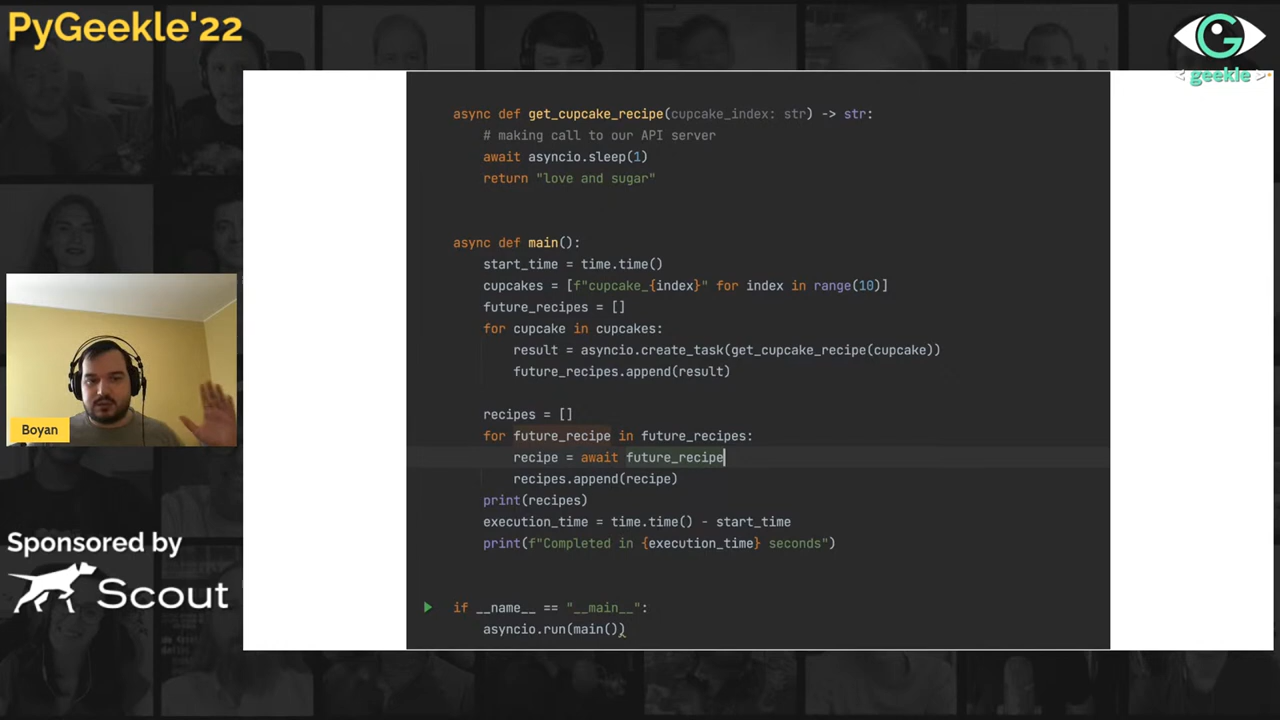 PyGeekle'22
geekle
async def get_cupcake_recipe(cupcake_index: str) -> str:
# making call to our API server
await asyncio.sleep(1)
return "love and sugar"
async def main():
start_time = time.time()
cupcakes = [f"cupcake_{index}" for index in range(10)]
future_recipes = []
for cupcake in cupcakes:
result = asyncio.create_task(get_cupcake_recipe(cupcake))
future_recipes.append(result)
recipes = []
for future_recipe in future_recipes:
recipe = await future_recipe
recipes.append(recipe)
print(recipes)
execution_time = time.time() - start_time
print(f"Completed in {execution_time} seconds")
if __name__ == "__main__":
asyncio.run(main())
Boyan
Sponsored by
Scout